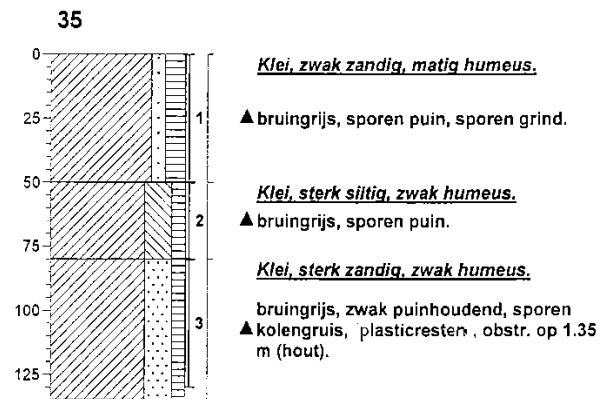 35
0
Klei, zwak zandig, matig humeus.
25
1
▲ bruingrijs, sporen puin, sporen grind.
50
Klei, sterk siltig, zwak humeus.
2
▲ bruingrijs, sporen puin.
75
Klei, sterk zandig, zwak humeus.
100
bruingrijs, zwak puinhoudend, sporen
3
▲ kolengruis, plasticresten , obstr. op 1.35
m (hout).
125